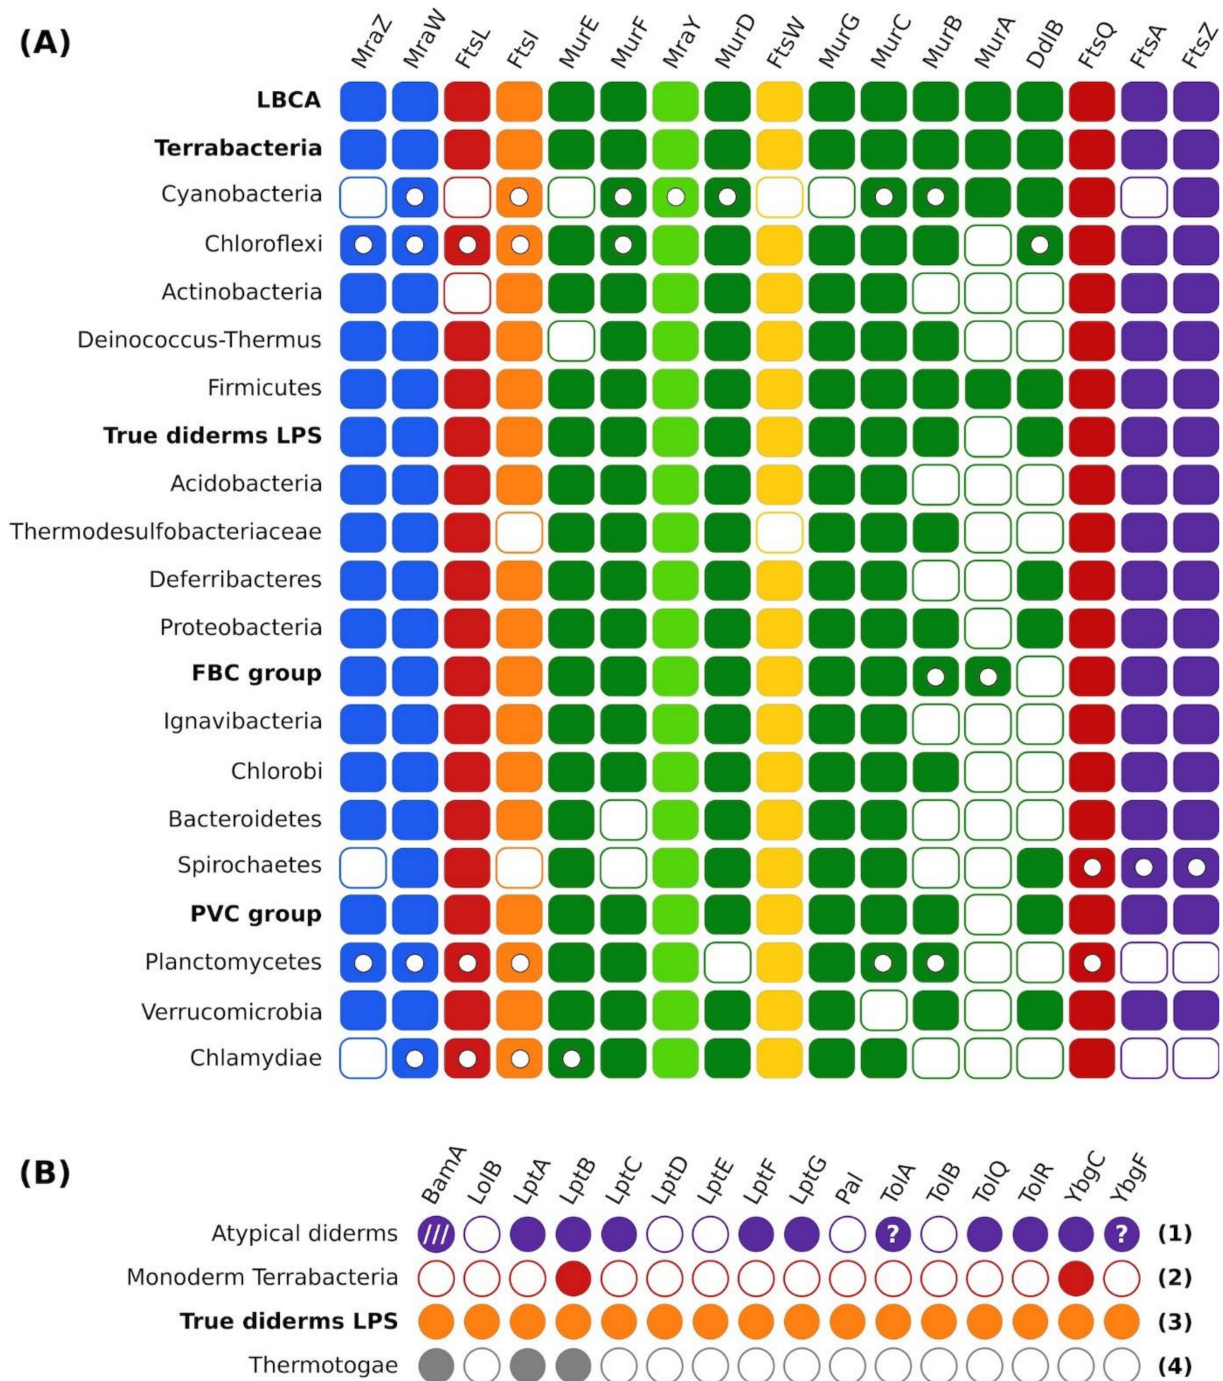 (A)
MraZ MraW FtsL FtsI MurE MurF MraY MurD FtsW MurG MurC MurB MurA DdlB FtsQ FtsA FtsZ
LBCA
Terrabacteria
Cyanobacteria
Chloroflexi
Actinobacteria
Deinococcus-Thermus
Firmicutes
True diderms LPS
Acidobacteria
Thermodesulfobacteriaceae
Deferribacteres
Proteobacteria
FBC group
Ignavibacteria
Chlorobi
Bacteroidetes
Spirochaetes
PVC group
Planctomycetes
Verrucomicrobia
Chlamydiae
(B)
BamA LolB LptA LptB LptC LptD LptE LptF LptG Pal TolA TolB TolQ TolR YbgC YbgF
Atypical diderms /// ? ? (1)
Monoderm Terrabacteria (2)
True diderms LPS (3)
Thermotogae (4)